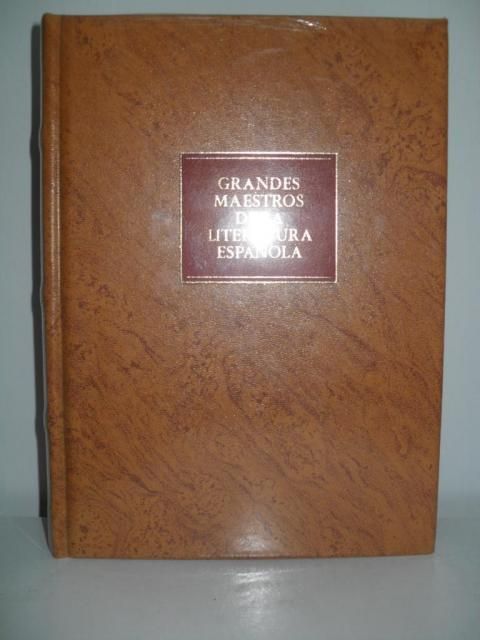 GRANDES
MAESTROS
DE LA
LITERATURA
ESPAÑOLA